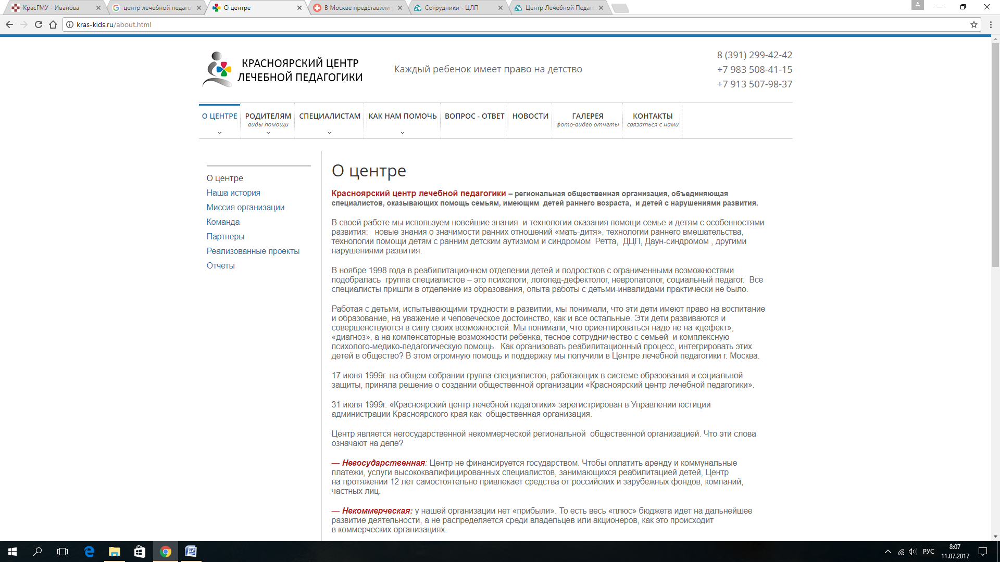 КрасГМУ - Иванова
центр лечебной педагог
О центре
В Москве представили
Сотрудники - ЦЛП
Центр Лечебной Педаг
kras-kids.ru/about.html
КРАСНОЯРСКИЙ ЦЕНТР
ЛЕЧЕБНОЙ ПЕДАГОГИКИ
Каждый ребенок имеет право на детство
8 (391) 299-42-42
+7 983 508-41-15
+7 913 507-98-37
О ЦЕНТРЕ
РОДИТЕЛЯМ
виды помощи
СПЕЦИАЛИСТАМ
КАК НАМ ПОМОЧЬ
ВОПРОС - ОТВЕТ
НОВОСТИ
ГАЛЕРЕЯ
фото-видео отчеты
КОНТАКТЫ
связаться с нами
О центре
Наша история
Миссия организации
Команда
Партнеры
Реализованные проекты
Отчеты
О центре
Красноярский центр лечебной педагогики – региональная общественная организация, объединяющая
специалистов, оказывающих помощь семьям, имеющим детей раннего возраста, и детей с нарушениями развития.
В своей работе мы используем новейшие знания и технологии оказания помощи семье и детям с особенностями
развития: новые знания о значимости ранних отношений «мать-дитя», технологии раннего вмешательства,
технологии помощи детям с ранним детским аутизмом и синдромом Ретта, ДЦП, Даун-синдромом , другими
нарушениями развития.
В ноябре 1998 года в реабилитационном отделении детей и подростков с ограниченными возможностями
подобралась группа специалистов – это психологи, логопед-дефектолог, невропатолог, социальный педагог. Все
специалисты пришли в отделение из образования, опыта работы с детьми-инвалидами практически не было.
Работая с детьми, испытывающими трудности в развитии, мы понимали, что эти дети имеют право на воспитание
и образование, на уважение и человеческое достоинство, как и все остальные. Эти дети развиваются и
совершенствуются в силу своих возможностей. Мы понимали, что ориентироваться надо не на «дефект»,
«диагноз», а на компенсаторные возможности ребенка, тесное сотрудничество с семьей и комплексную
психолого-медико-педагогическую помощь. Как организовать реабилитационный процесс, интегрировать этих
детей в общество? В этом огромную помощь и поддержку мы получили в Центре лечебной педагогики г. Москва.
17 июня 1999г. на общем собрании группа специалистов, работающих в системе образования и социальной
защиты, приняла решение о создании общественной организации «Красноярский центр лечебной педагогики».
31 июля 1999г. «Красноярский центр лечебной педагогики» зарегистрирован в Управлении юстиции
администрации Красноярского края как общественная организация.
Центр является негосударственной некоммерческой региональной общественной организацией. Что эти слова
означают на деле?
— Негосударственная: Центр не финансируется государством. Чтобы оплатить аренду и коммунальные
платежи, услуги высококвалифицированных специалистов, занимающихся реабилитацией детей, Центр
на протяжении 12 лет самостоятельно привлекает средства от российских и зарубежных фондов, компаний,
частных лиц.
— Некоммерческая: у нашей организации нет «прибыли». То есть весь «плюс» бюджета идет на дальнейшее
развитие деятельности, а не распределяется среди владельцев или акционеров, как это происходит
в коммерческих организациях.
РУС
8:07
11.07.2017